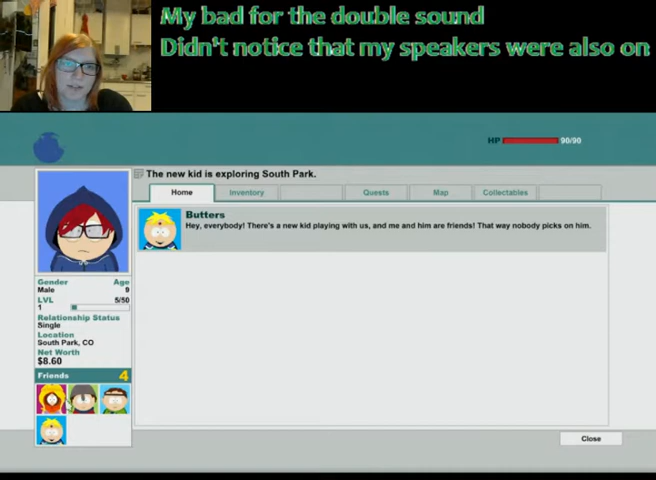 My bad for the double sound
Didn't notice that my speakers were also on
HP 90/90
The new kid is exploring South Park.
Home Inventory Quests Map Collectables
Butters
Hey, everybody! There's a new kid playing with us, and me and him are friends! That way nobody picks on him.
Gender Age
Male 9
LVL 5/50
1
Relationship Status
Single
Location
South Park, CO
Net Worth
$8.60
Friends 4
Close